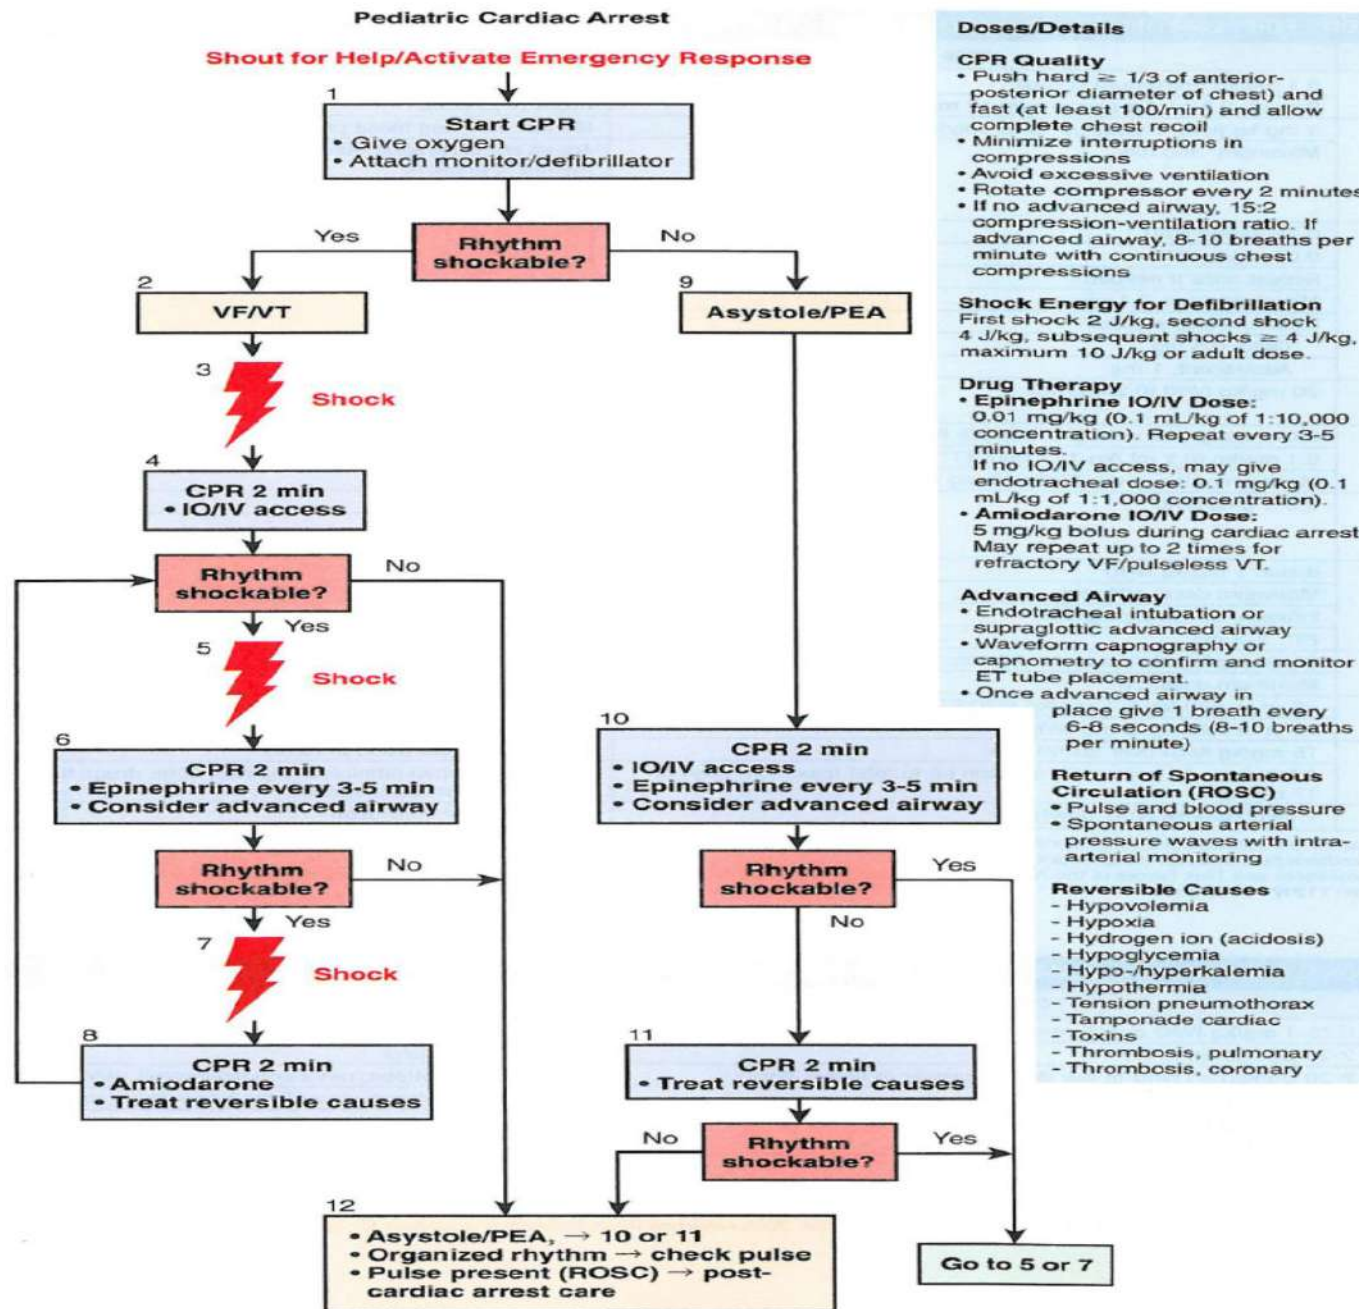 Pediatric Cardiac Arrest
Shout for Help/Activate Emergency Response
1
Start CPR
• Give oxygen
• Attach monitor/defibrillator
Rhythm
shockable?
Yes
No
2
VF/VT
9
Asystole/PEA
3
Shock
4
CPR 2 min
• IO/IV access
Rhythm
shockable?
No
Yes
5
Shock
6
CPR 2 min
• Epinephrine every 3-5 min
• Consider advanced airway
10
CPR 2 min
• IO/IV access
• Epinephrine every 3-5 min
• Consider advanced airway
Rhythm
shockable?
No
Yes
Rhythm
shockable?
Yes
No
7
Shock
8
CPR 2 min
• Amiodarone
• Treat reversible causes
11
CPR 2 min
• Treat reversible causes
No
Rhythm
shockable?
Yes
12
• Asystole/PEA, → 10 or 11
• Organized rhythm → check pulse
• Pulse present (ROSC) → post-
cardiac arrest care
Go to 5 or 7
Doses/Details
CPR Quality
• Push hard ≥ 1/3 of anterior-
posterior diameter of chest) and
fast (at least 100/min) and allow
complete chest recoil
• Minimize interruptions in
compressions
• Avoid excessive ventilation
• Rotate compressor every 2 minutes
• If no advanced airway, 15:2
compression-ventilation ratio. If
advanced airway, 8-10 breaths per
minute with continuous chest
compressions
Shock Energy for Defibrillation
First shock 2 J/kg, second shock
4 J/kg, subsequent shocks ≥ 4 J/kg,
maximum 10 J/kg or adult dose.
Drug Therapy
• Epinephrine IO/IV Dose:
0.01 mg/kg (0.1 mL/kg of 1:10,000
concentration). Repeat every 3-5
minutes.
If no IO/IV access, may give
endotracheal dose: 0.1 mg/kg (0.1
mL/kg of 1:1,000 concentration).
• Amiodarone IO/IV Dose:
5 mg/kg bolus during cardiac arrest
May repeat up to 2 times for
refractory VF/pulseless VT.
Advanced Airway
• Endotracheal intubation or
supraglottic advanced airway
• Waveform capnography or
capnometry to confirm and monitor
ET tube placement.
• Once advanced airway in
place give 1 breath every
6-8 seconds (8-10 breaths
per minute)
Return of Spontaneous
Circulation (ROSC)
• Pulse and blood pressure
• Spontaneous arterial
pressure waves with intra-
arterial monitoring
Reversible Causes
- Hypovolemia
- Hypoxia
- Hydrogen ion (acidosis)
- Hypoglycemia
- Hypo-/hyperkalemia
- Hypothermia
- Tension pneumothorax
- Tamponade cardiac
- Toxins
- Thrombosis, pulmonary
- Thrombosis, coronary